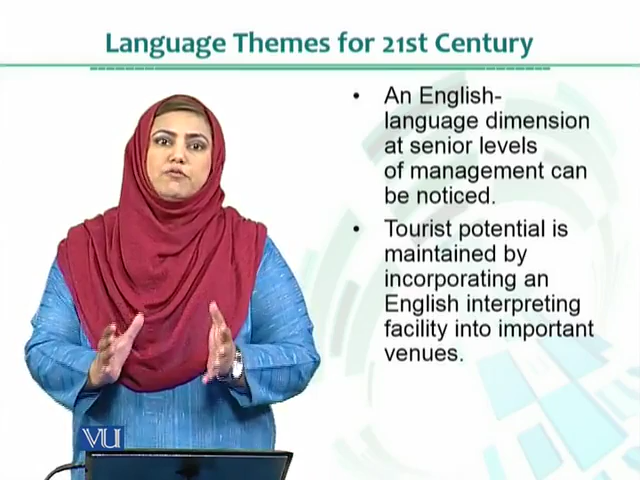 Language Themes for 21st Century
• An English-
language dimension
at senior levels
of management can
be noticed.
• Tourist potential is
maintained by
incorporating an
English interpreting
facility into important
venues.
VU